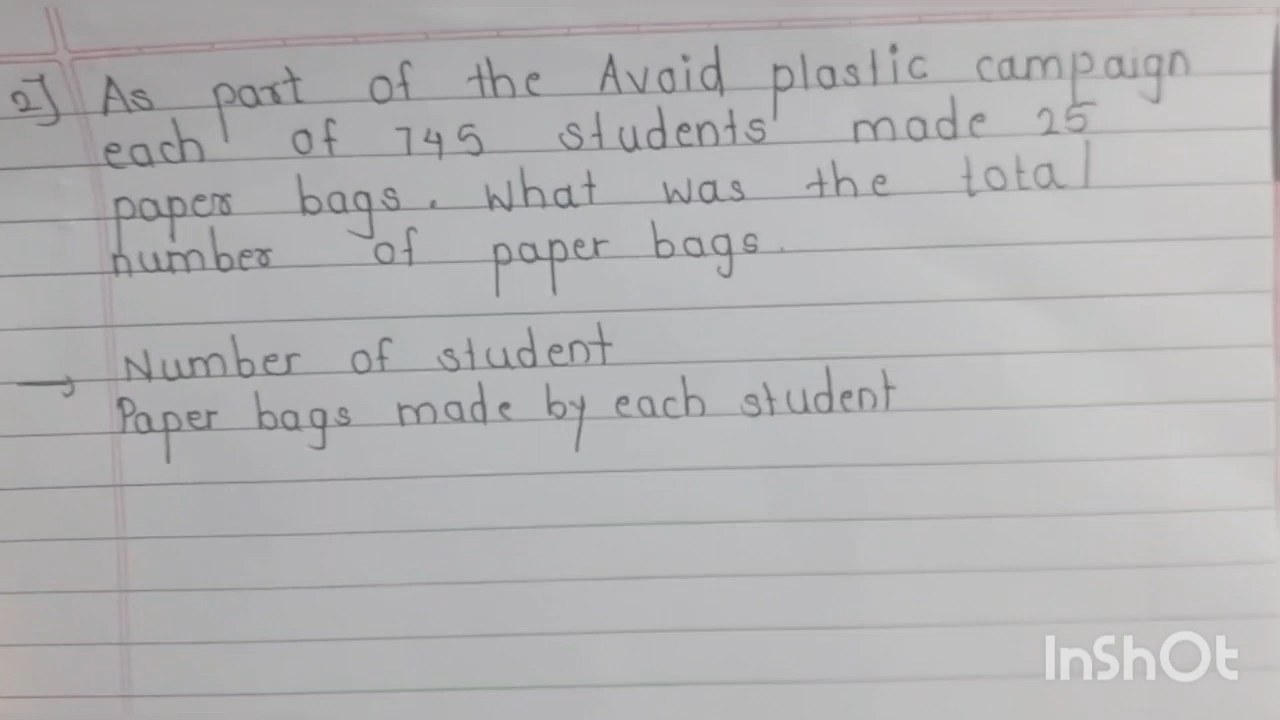 2] As part of the Avoid plastic campaign
each of 745 students made 25
paper bags. What was the total
number of paper bags.
→ Number of student
Paper bags made by each student
InShOt